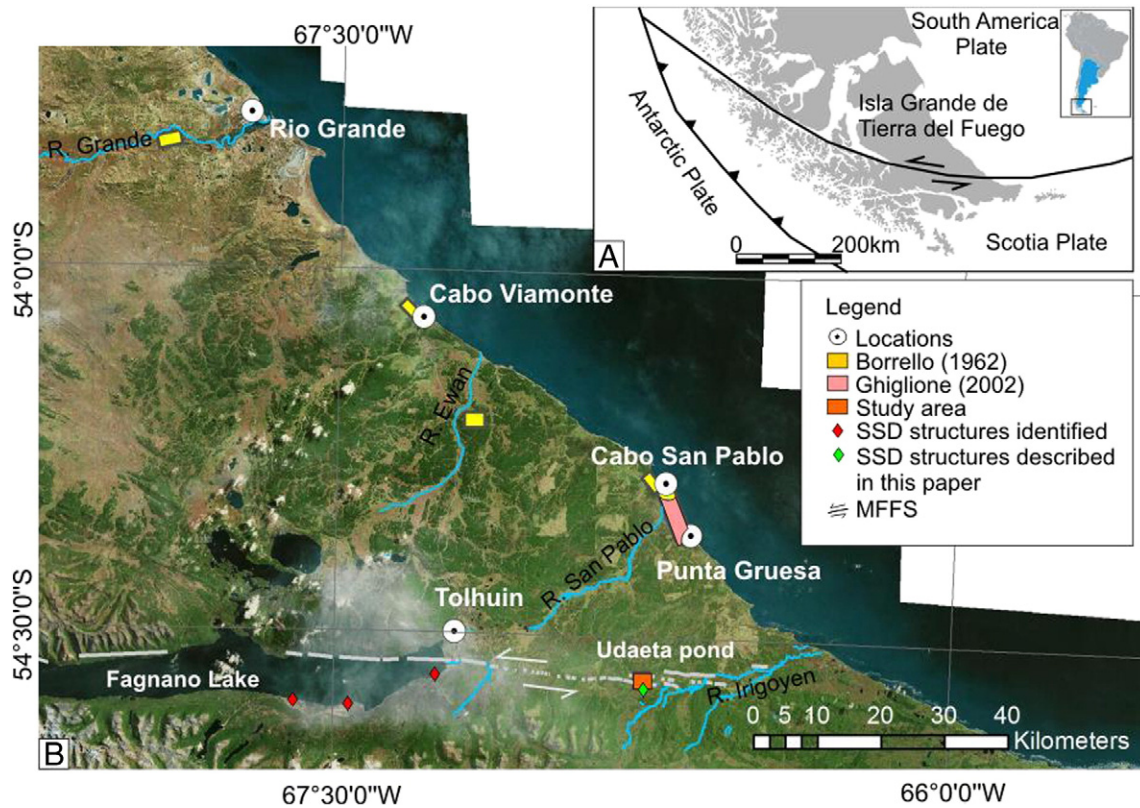 67°30'0"W
South America
Plate
Isla Grande de
Tierra del Fuego
Antarctic Plate
Scotia Plate
0 200km
A
Rio Grande
R. Grande
54°0'0"S
Cabo Viamonte
R. Ewan
Cabo San Pablo
R. San Pablo
Punta Gruesa
Tolhuin
54°30'0"S
Udaeta pond
Fagnano Lake
R. Irigoyen
Legend
Locations
Borrello (1962)
Ghiglione (2002)
Study area
SSD structures identified
SSD structures described
in this paper
MFFS
0 5 10 20 30 40
Kilometers
B
67°30'0"W
66°0'0"W